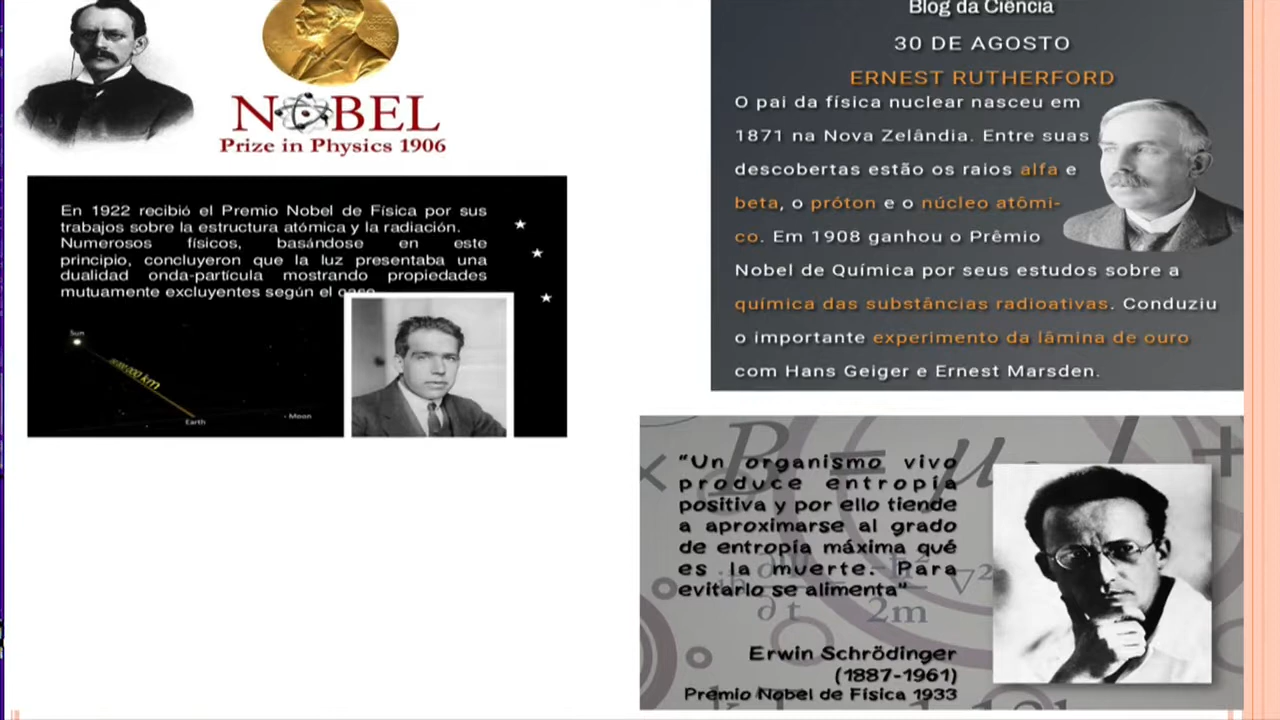 NOBEL
Prize in Physics 1906
En 1922 recibió el Premio Nobel de Física por sus
trabajos sobre la estructura atómica y la radiación.
Numerosos físicos, basándose en este
principio, concluyeron que la luz presentaba una
dualidad onda-partícula mostrando propiedades
mutuamente excluyentes según el caso.
Sun
km
Earth
Moon
Blog da Ciência
30 DE AGOSTO
ERNEST RUTHERFORD
O pai da física nuclear nasceu em
1871 na Nova Zelândia. Entre suas
descobertas estão os raios alfa e
beta, o próton e o núcleo atômi-
co. Em 1908 ganhou o Prêmio
Nobel de Química por seus estudos sobre a
química das substâncias radioativas. Conduziu
o importante experimento da lâmina de ouro
com Hans Geiger e Ernest Marsden.
"Un organismo vivo
produce entropía
positiva y por ello tiende
a aproximarse al grado
de entropía máxima qué
es la muerte. Para
evitarlo se alimenta"
Erwin Schrödinger
(1887-1961)
Premio Nobel de Física 1933